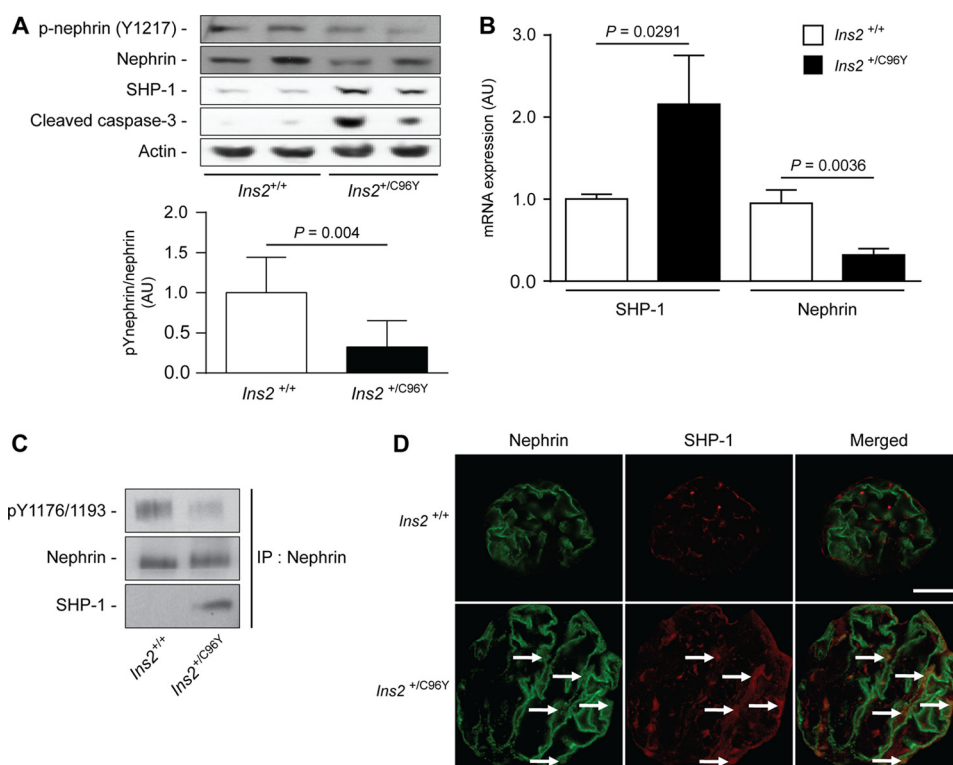 A
p-nephrin (Y1217) -
Nephrin -
SHP-1 -
Cleaved caspase-3 -
Actin -
Ins2+/+ Ins2+/C96Y
pYnephrin/nephrin
(AU)
2.0
1.5
1.0
0.5
0.0
P = 0.004
Ins2 +/+ Ins2 +/C96Y
B
mRNA expression (AU)
3.0
2.0
1.0
0.0
P = 0.0291
P = 0.0036
Ins2 +/+
Ins2 +/C96Y
SHP-1 Nephrin
C
pY1176/1193 -
Nephrin -
SHP-1 -
IP : Nephrin
Ins2+/+
Ins2+/C96Y
D
Nephrin SHP-1 Merged
Ins2 +/+
Ins2 +/C96Y